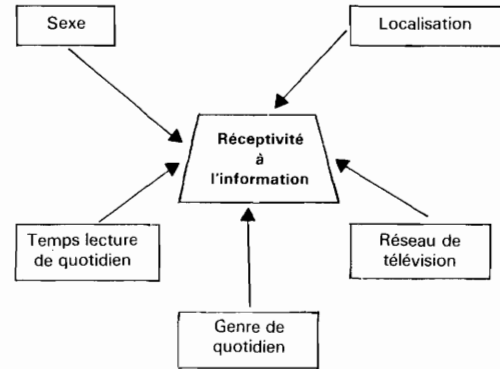 Sexe
Localisation
Réceptivité
à
l'information
Temps lecture
de quotidien
Réseau de
télévision
Genre de
quotidien